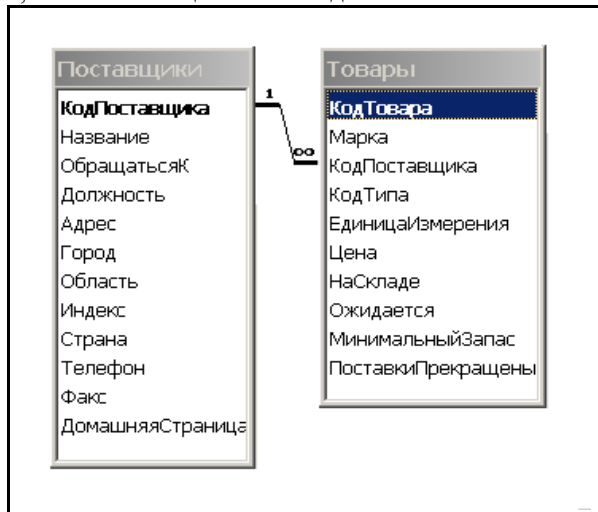 Поставщики
КодПоставщика
Название
ОбращатьсяК
Должность
Адрес
Город
Область
Индекс
Страна
Телефон
Факс
ДомашняяСтраница
1
∞
Товары
КодТовара
Марка
КодПоставщика
КодТипа
ЕдиницаИзмерения
Цена
НаСкладе
Ожидается
МинимальныйЗапас
ПоставкиПрекращены